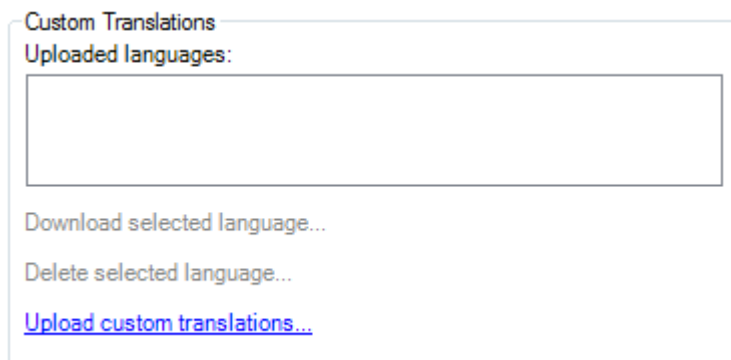 Custom Translations
Uploaded languages:
Download selected language...
Delete selected language...
Upload custom translations...